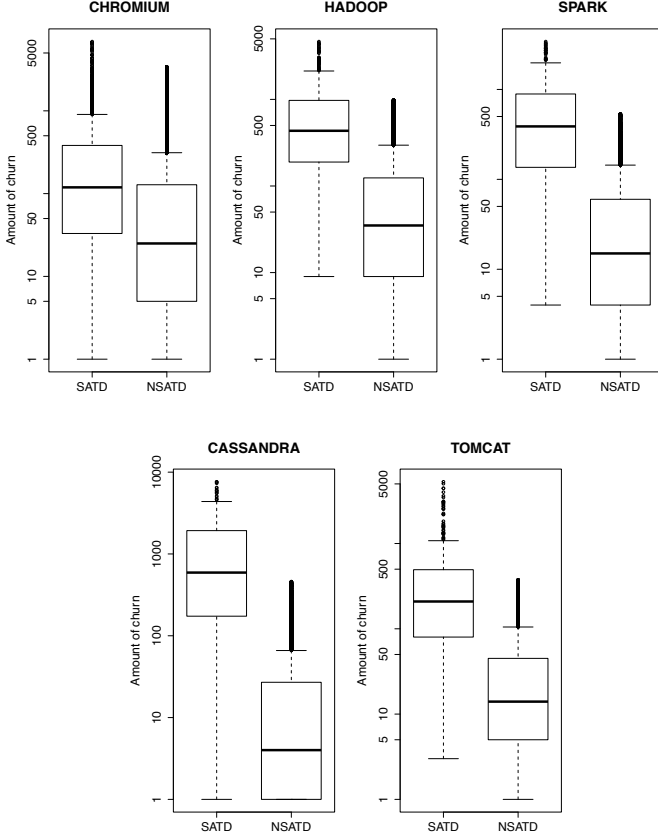 CHROMIUM HADOOP SPARK
Amount of churn
5000
500
50
10
5
1
SATD NSATD
Amount of churn
5000
500
50
10
5
1
SATD NSATD
Amount of churn
500
50
10
5
1
SATD NSATD
CASSANDRA TOMCAT
Amount of churn
10000
1000
100
10
1
SATD NSATD
Amount of churn
5000
500
50
10
5
1
SATD NSATD